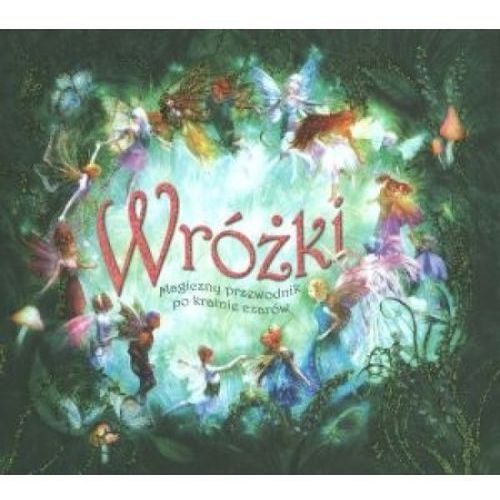 Wróżki
Magiczny przewodnik
po krainie czarów